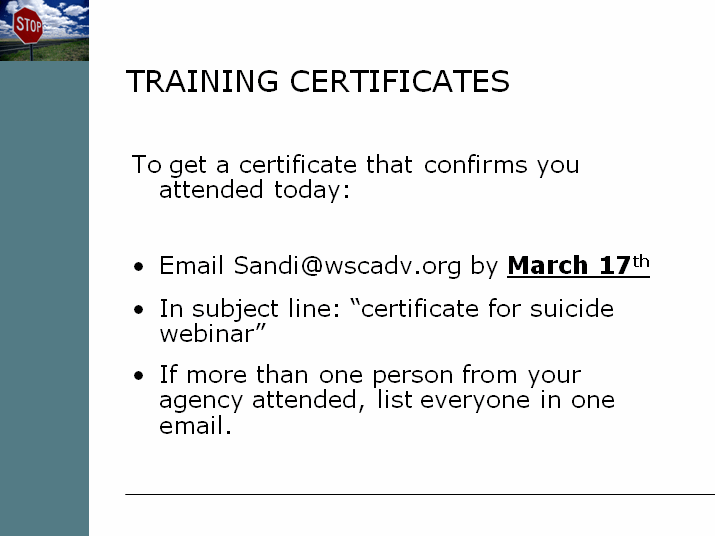 STOP
TRAINING CERTIFICATES
To get a certificate that confirms you
attended today:
• Email Sandi@wscadv.org by March 17th
• In subject line: “certificate for suicide
webinar”
• If more than one person from your
agency attended, list everyone in one
email.